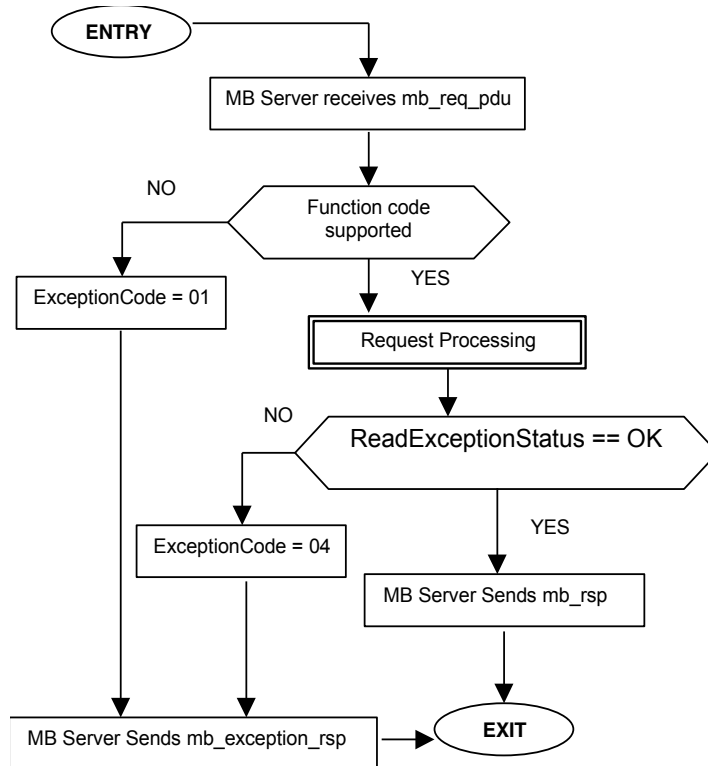 ENTRY
MB Server receives mb_req_pdu
NO
Function code
supported
YES
ExceptionCode = 01
Request Processing
NO
ReadExceptionStatus == OK
YES
ExceptionCode = 04
MB Server Sends mb_rsp
MB Server Sends mb_exception_rsp
EXIT